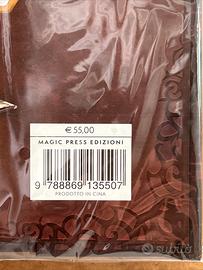 € 55,00
MAGIC PRESS EDIZIONI
9 788869 135507
PRODOTTO IN CINA
subito